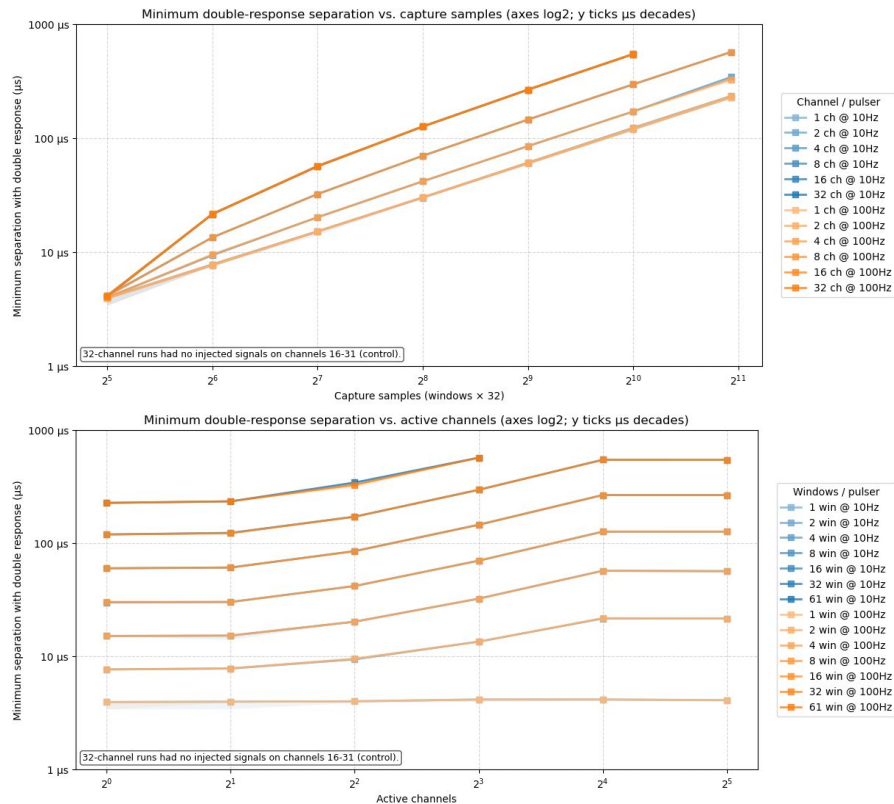 Minimum double-response separation vs. capture samples (axes log2; y ticks µs decades)
1000 µs
100 µs
10 µs
1 µs
Minimum separation with double response (µs)
32-channel runs had no injected signals on channels 16-31 (control).
2⁵ 2⁶ 2⁷ 2⁸ 2⁹ 2¹⁰ 2¹¹
Capture samples (windows × 32)
Channel / pulser
1 ch @ 10Hz
2 ch @ 10Hz
4 ch @ 10Hz
8 ch @ 10Hz
16 ch @ 10Hz
32 ch @ 10Hz
1 ch @ 100Hz
2 ch @ 100Hz
4 ch @ 100Hz
8 ch @ 100Hz
16 ch @ 100Hz
32 ch @ 100Hz
Minimum double-response separation vs. active channels (axes log2; y ticks µs decades)
1000 µs
100 µs
10 µs
1 µs
Minimum separation with double response (µs)
32-channel runs had no injected signals on channels 16-31 (control).
2⁰ 2¹ 2² 2³ 2⁴ 2⁵
Active channels
Windows / pulser
1 win @ 10Hz
2 win @ 10Hz
4 win @ 10Hz
8 win @ 10Hz
16 win @ 10Hz
32 win @ 10Hz
61 win @ 10Hz
1 win @ 100Hz
2 win @ 100Hz
4 win @ 100Hz
8 win @ 100Hz
16 win @ 100Hz
32 win @ 100Hz
61 win @ 100Hz